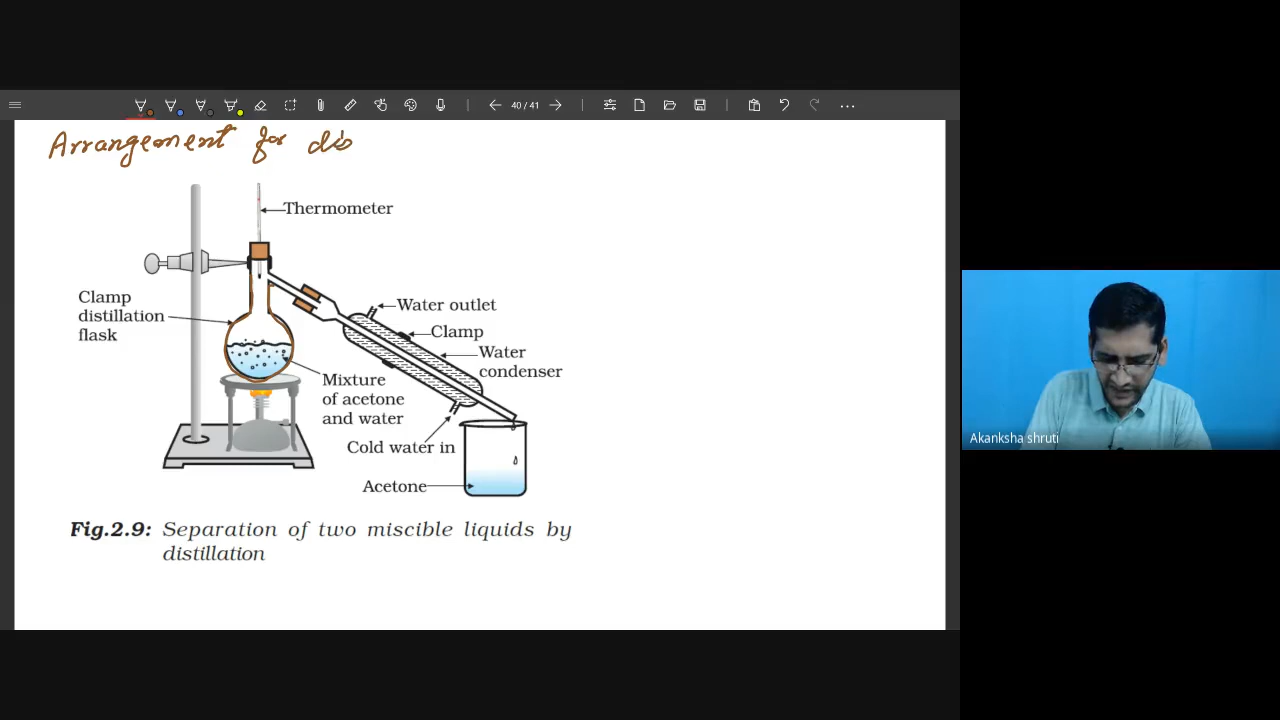 40 / 41
Arrangement for dis
Thermometer
Clamp
distillation
flask
Water outlet
Clamp
Water
condenser
Mixture
of acetone
and water
Cold water in
Acetone
Fig.2.9: Separation of two miscible liquids by
distillation
Akanksha shruti